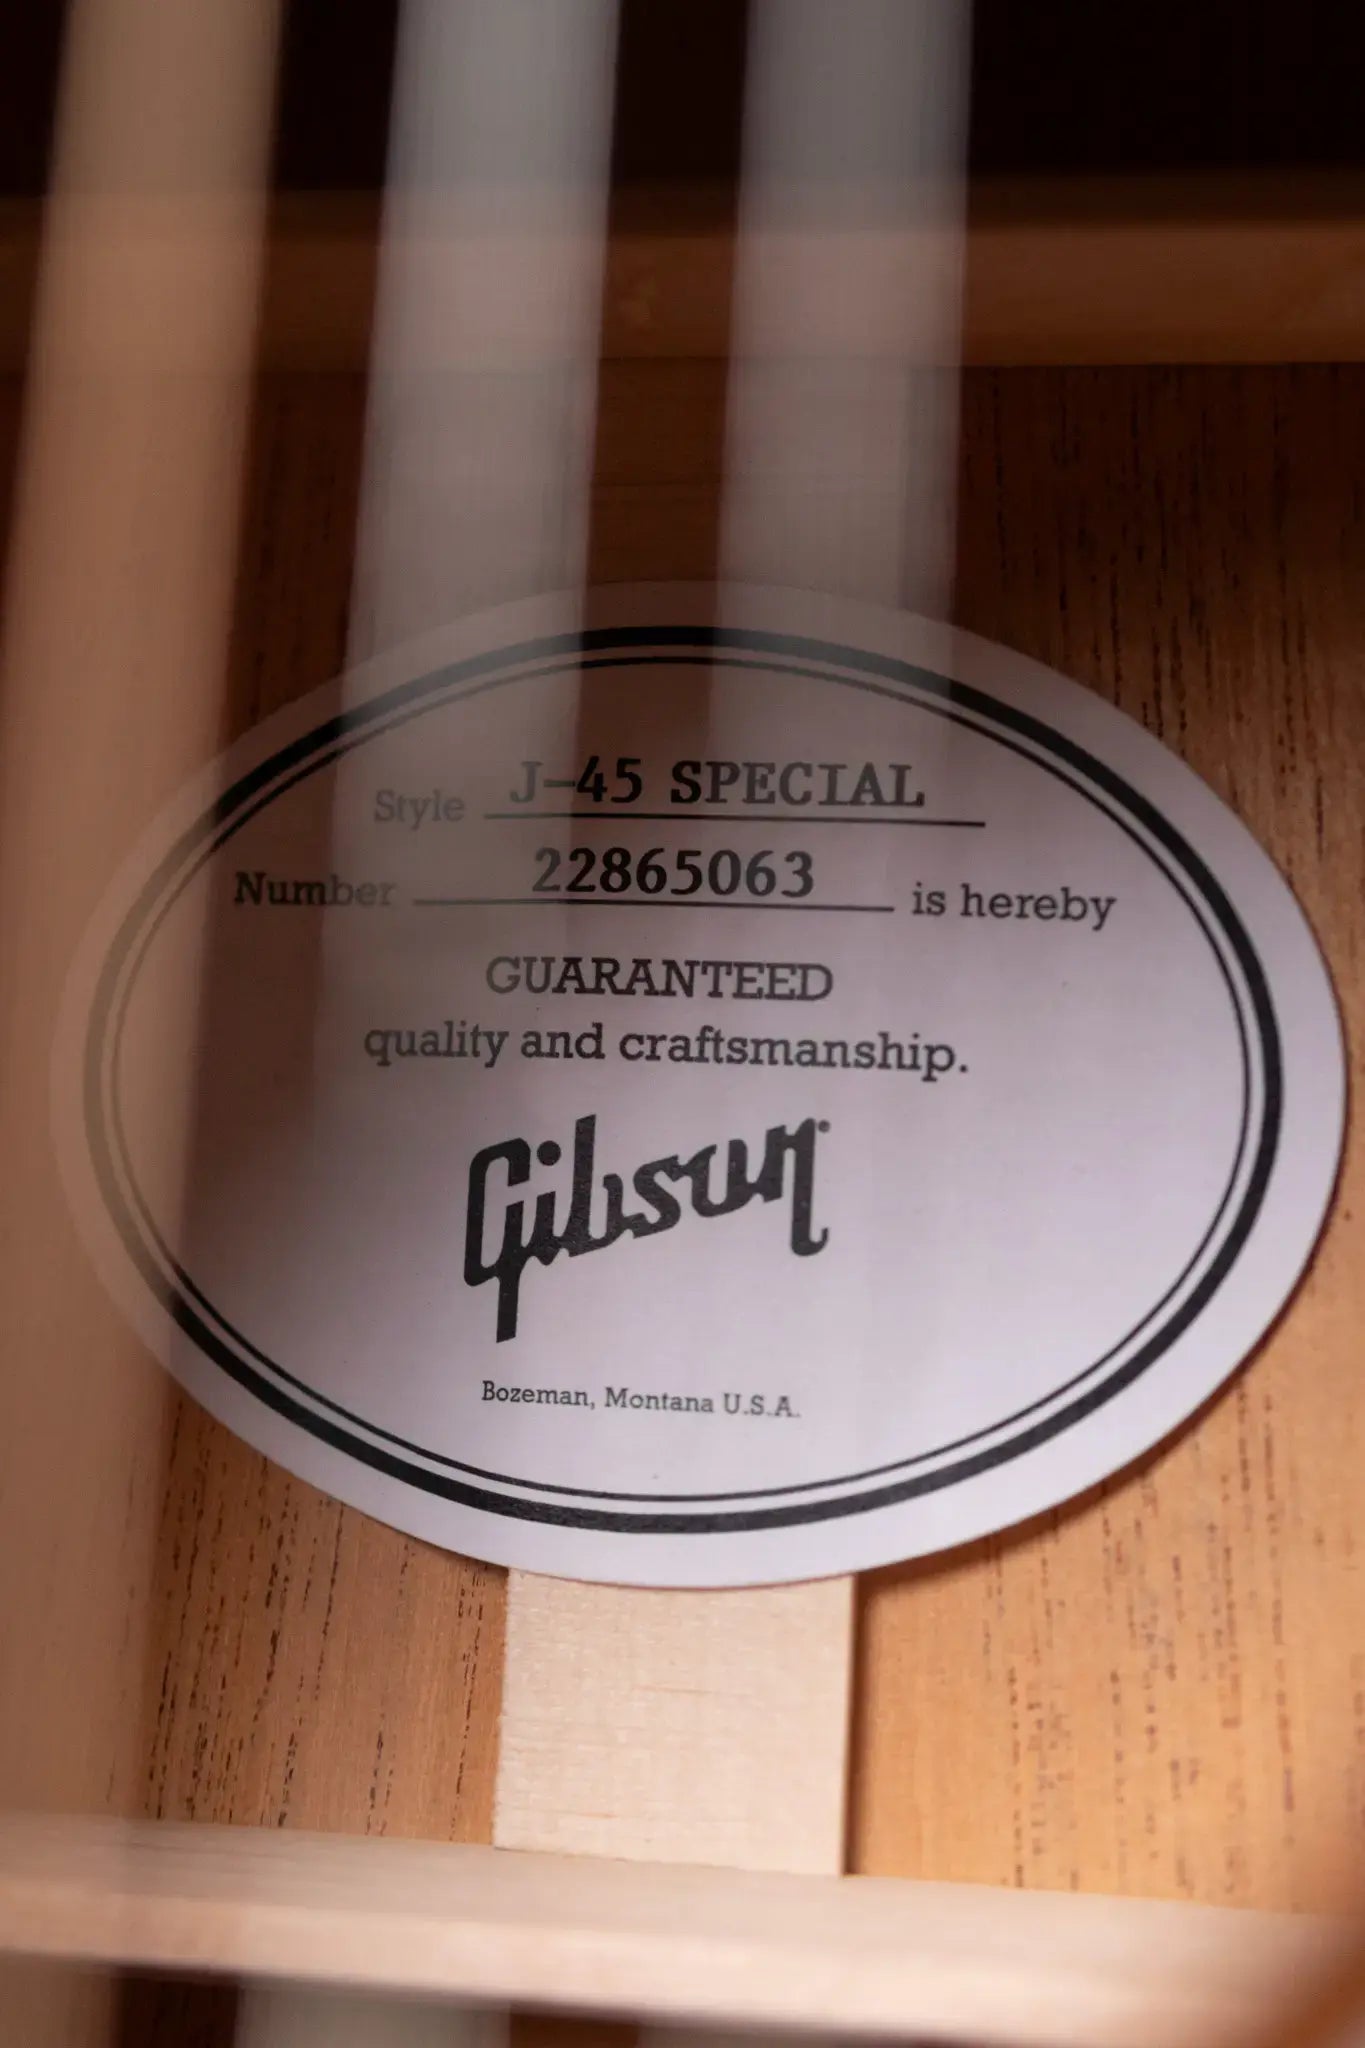 Style J-45 SPECIAL
Number 22865063 is hereby
GUARANTEED
quality and craftsmanship.
Gibson
Bozeman, Montana U.S.A.